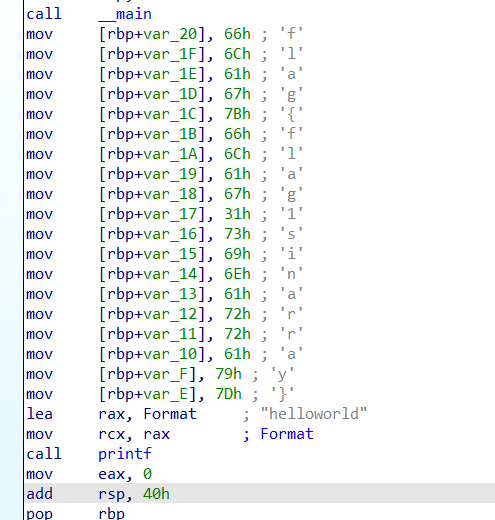 call    __main
mov     [rbp+var_20], 66h ; 'f'
mov     [rbp+var_1F], 6Ch ; 'l'
mov     [rbp+var_1E], 61h ; 'a'
mov     [rbp+var_1D], 67h ; 'g'
mov     [rbp+var_1C], 7Bh ; '{'
mov     [rbp+var_1B], 66h ; 'f'
mov     [rbp+var_1A], 6Ch ; 'l'
mov     [rbp+var_19], 61h ; 'a'
mov     [rbp+var_18], 67h ; 'g'
mov     [rbp+var_17], 31h ; '1'
mov     [rbp+var_16], 73h ; 's'
mov     [rbp+var_15], 69h ; 'i'
mov     [rbp+var_14], 6Eh ; 'n'
mov     [rbp+var_13], 61h ; 'a'
mov     [rbp+var_12], 72h ; 'r'
mov     [rbp+var_11], 72h ; 'r'
mov     [rbp+var_10], 61h ; 'a'
mov     [rbp+var_F], 79h ; 'y'
mov     [rbp+var_E], 7Dh ; '}'
lea     rax, Format     ; "helloworld"
mov     rcx, rax        ; Format
call    printf
mov     eax, 0
add     rsp, 40h
pop     rbp